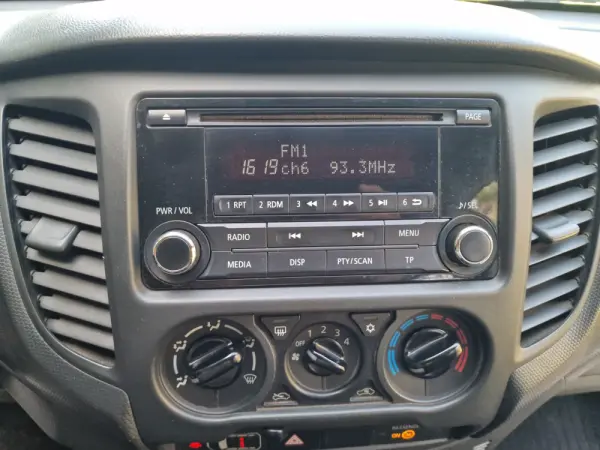 PAGE
FM1
1619 ch6 93.3MHz
1 RPT 2 RDM 3 4 5 6
PWR / VOL
♪/SEL
RADIO MENU
MEDIA DISP PTY/SCAN TP
OFF 1 2 3 4
ON